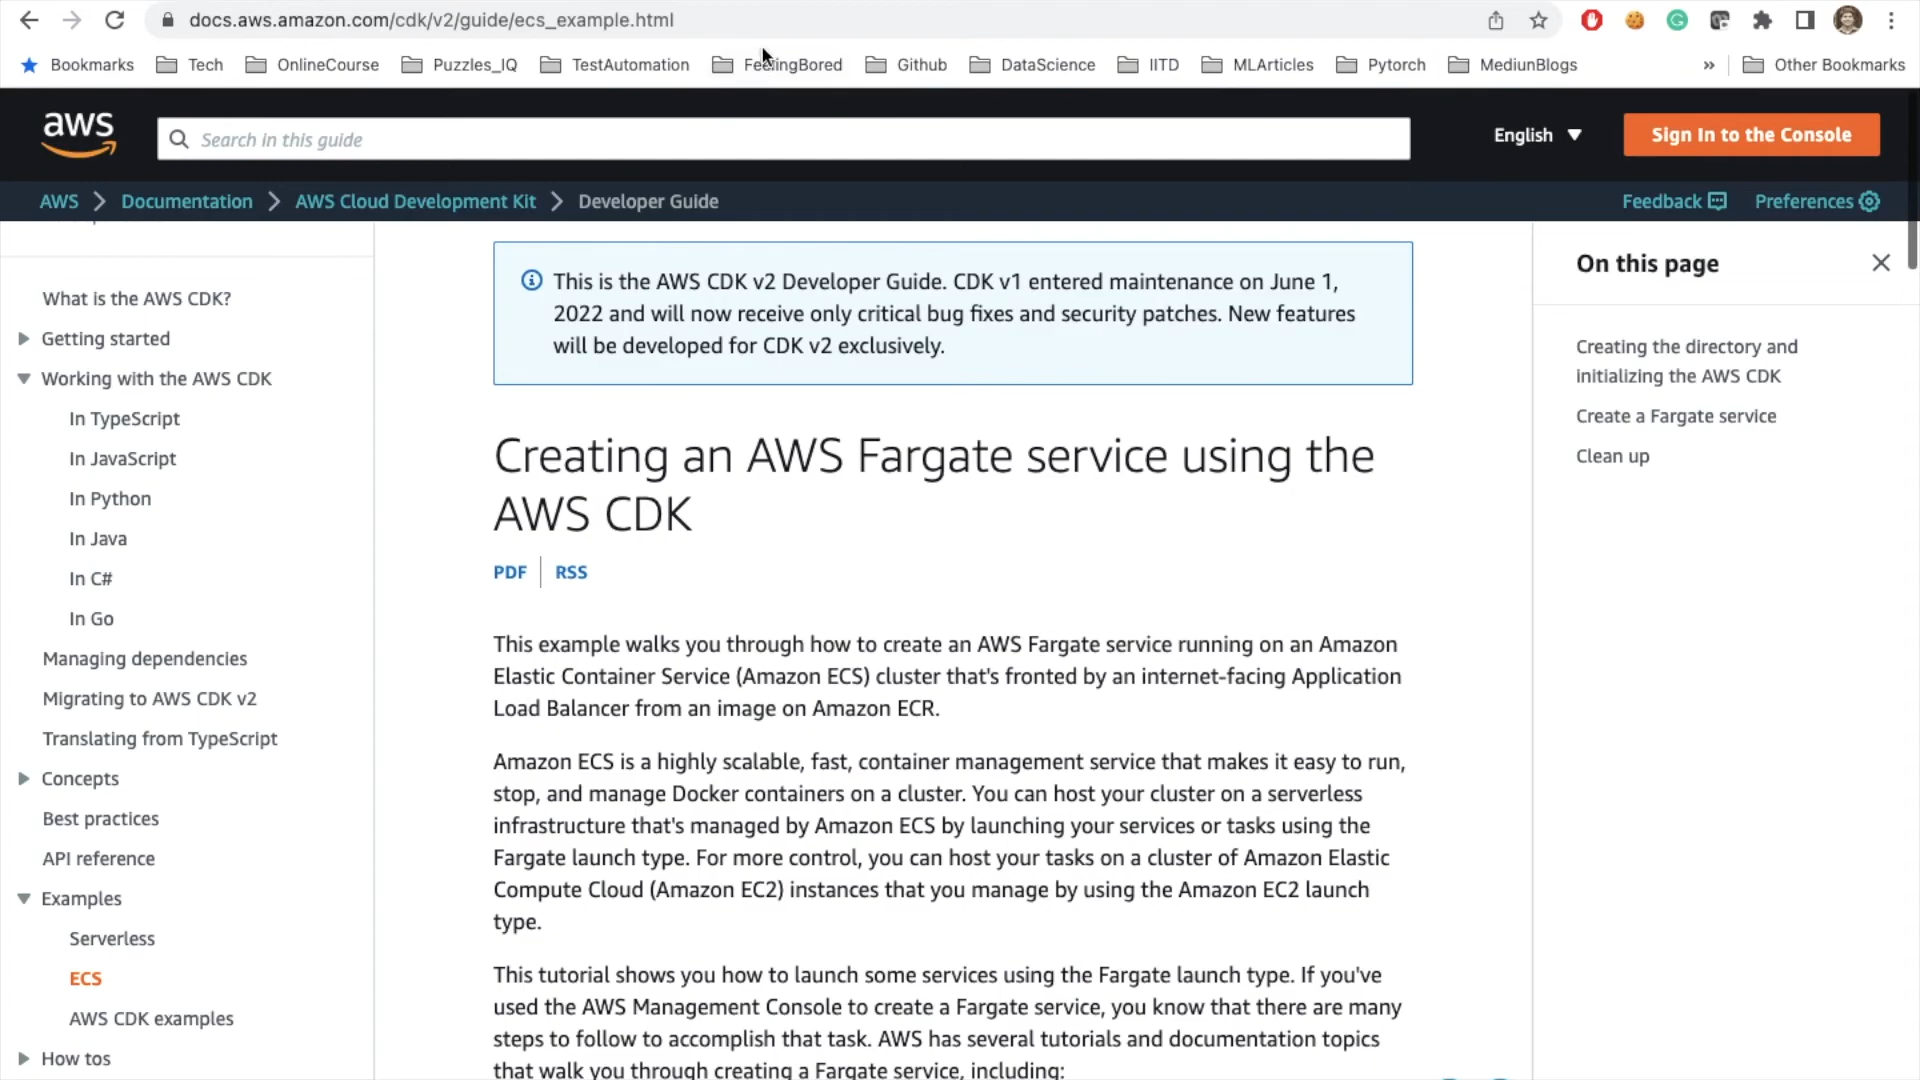 docs.aws.amazon.com/cdk/v2/guide/ecs_example.html
Bookmarks Tech OnlineCourse Puzzles_IQ TestAutomation FeelingBored Github DataScience IITD MLArticles Pytorch MediunBlogs » Other Bookmarks
aws Search in this guide English Sign In to the Console
AWS Documentation AWS Cloud Development Kit Developer Guide Feedback Preferences
What is the AWS CDK?
Getting started
Working with the AWS CDK
In TypeScript
In JavaScript
In Python
In Java
In C#
In Go
Managing dependencies
Migrating to AWS CDK v2
Translating from TypeScript
Concepts
Best practices
API reference
Examples
Serverless
ECS
AWS CDK examples
How tos
This is the AWS CDK v2 Developer Guide. CDK v1 entered maintenance on June 1,
2022 and will now receive only critical bug fixes and security patches. New features
will be developed for CDK v2 exclusively.
Creating an AWS Fargate service using the
AWS CDK
PDF RSS
This example walks you through how to create an AWS Fargate service running on an Amazon
Elastic Container Service (Amazon ECS) cluster that's fronted by an internet-facing Application
Load Balancer from an image on Amazon ECR.
Amazon ECS is a highly scalable, fast, container management service that makes it easy to run,
stop, and manage Docker containers on a cluster. You can host your cluster on a serverless
infrastructure that's managed by Amazon ECS by launching your services or tasks using the
Fargate launch type. For more control, you can host your tasks on a cluster of Amazon Elastic
Compute Cloud (Amazon EC2) instances that you manage by using the Amazon EC2 launch
type.
This tutorial shows you how to launch some services using the Fargate launch type. If you've
used the AWS Management Console to create a Fargate service, you know that there are many
steps to follow to accomplish that task. AWS has several tutorials and documentation topics
that walk you through creating a Fargate service, including:
On this page
Creating the directory and
initializing the AWS CDK
Create a Fargate service
Clean up